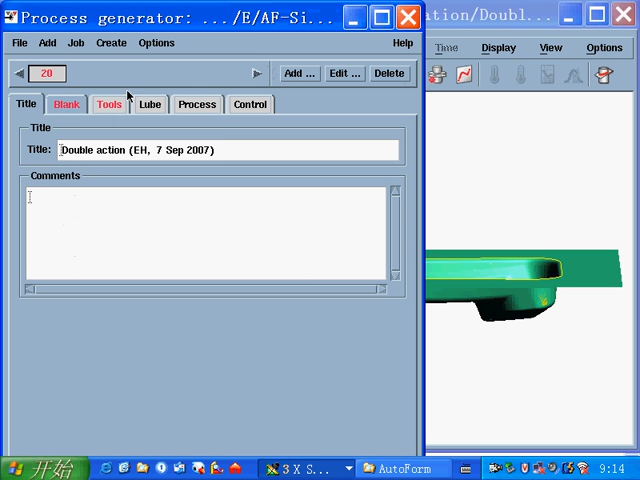 Process generator: .../E/AF-Si...
ation/Doubl...
File Add Job Create Options Help
Time Display View Options
20
Add ... Edit ... Delete
Title Blank Tools Lube Process Control
Title
Title: Double action (EH, 7 Sep 2007)
Comments
开始
3 X S...
AutoForm
9:14